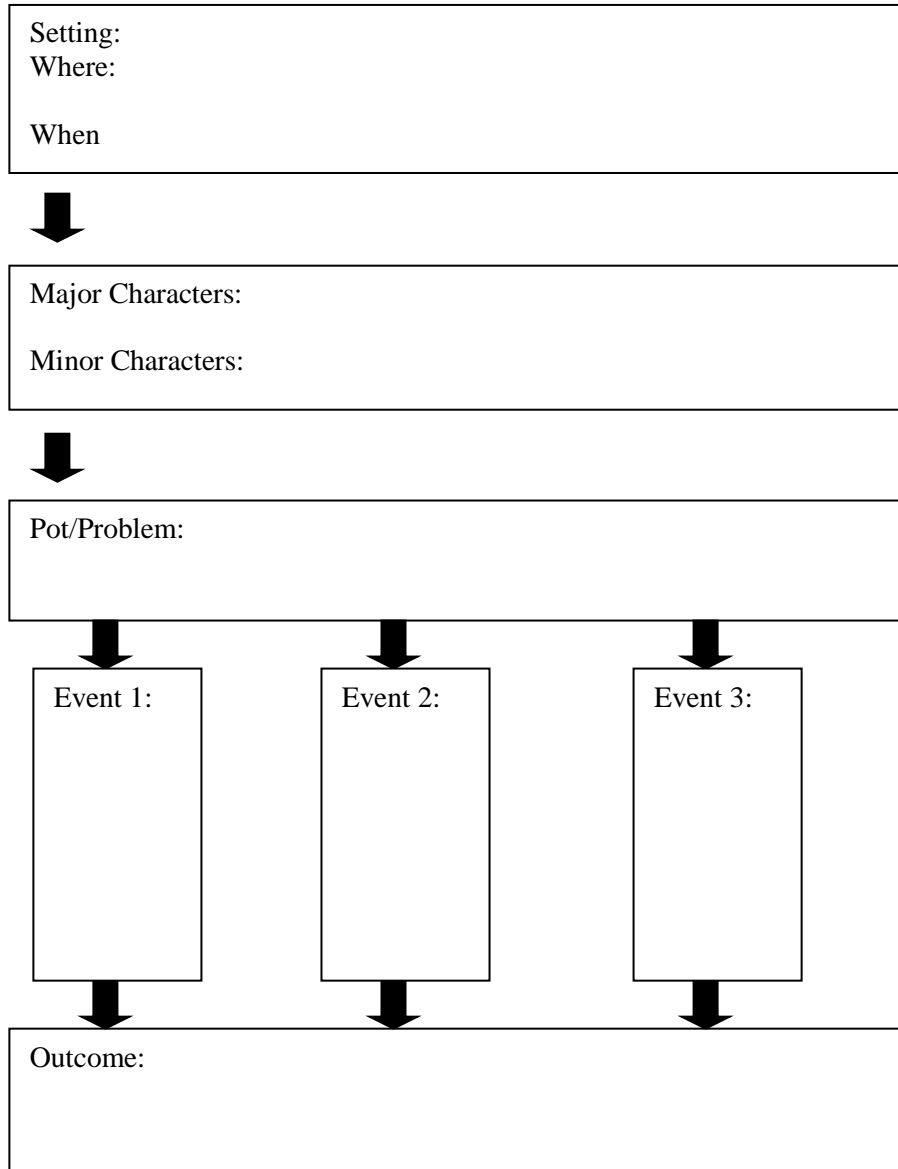 Setting:
Where:
When
Major Characters:
Minor Characters:
Pot/Problem:
Event 1:
Event 2:
Event 3:
Outcome: